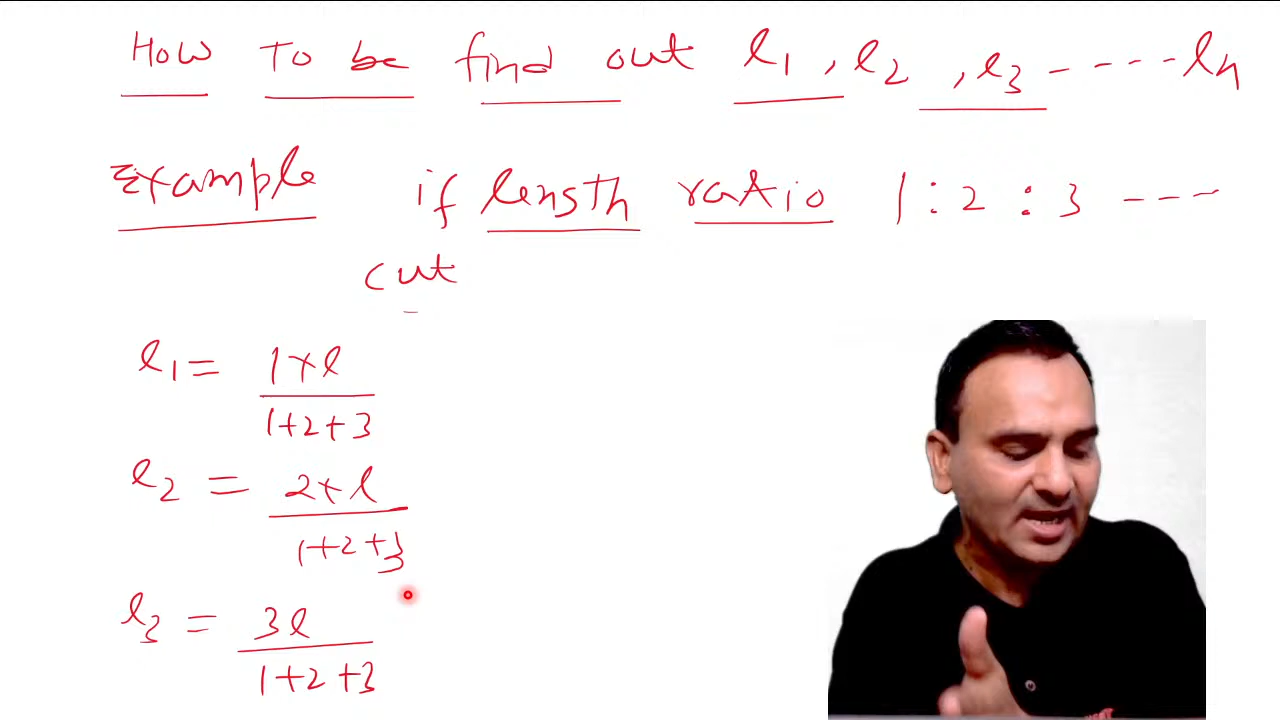 How To be find out l1, l2, l3 - - - - - ln
Example if length ratio 1 : 2 : 3 - - -
cut
l1 = 1×l / 1+2+3
l2 = 2×l / 1+2+3
l3 = 3l / 1+2+3